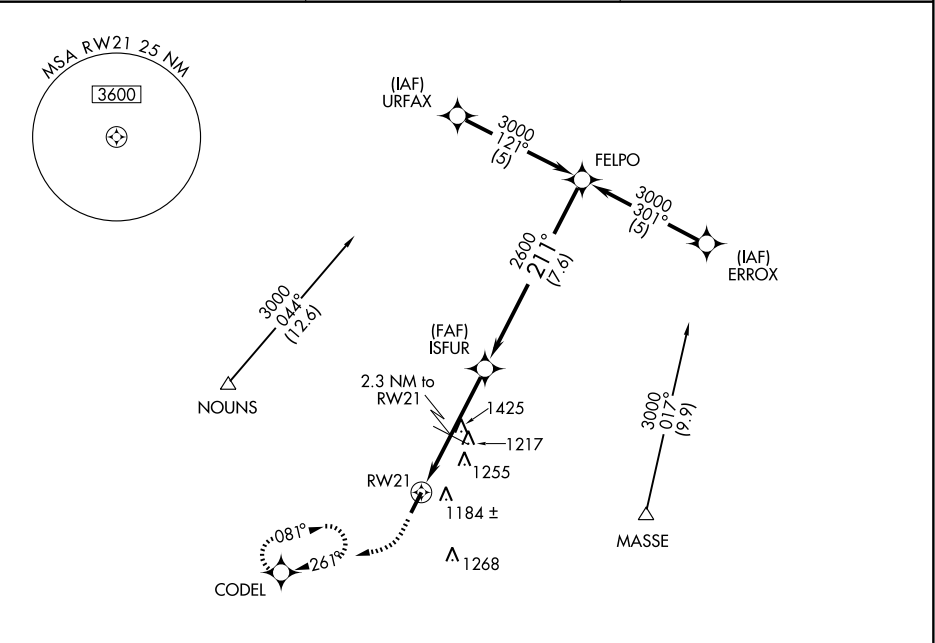 MSA RW21 25 NM
3600
(IAF)
URFAX
3000
121°
(5)
FELPO
3000
301°
(5)
(IAF)
ERROX
2600
211°
(7.6)
3000
044°
(12.6)
NOUNS
(FAF)
ISFUR
2.3 NM to
RW21
1425
1217
1255
RW21
1184 ±
1268
3000
017°
(9.9)
MASSE
081°
261°
CODEL